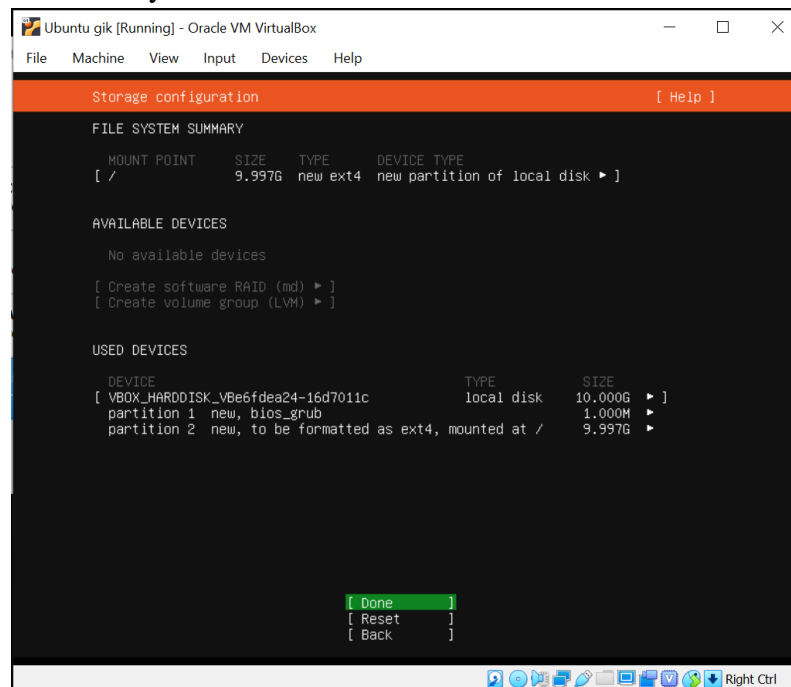 Ubuntu gik [Running] - Oracle VM VirtualBox
File Machine View Input Devices Help
Storage configuration [ Help ]
FILE SYSTEM SUMMARY
MOUNT POINT SIZE TYPE DEVICE TYPE
[ / 9.997G new ext4 new partition of local disk ▸ ]
AVAILABLE DEVICES
No available devices
[ Create software RAID (md) ▸ ]
[ Create volume group (LVM) ▸ ]
USED DEVICES
DEVICE TYPE SIZE
[ VBOX_HARDDISK_VBe6fdea24-16d7011c local disk 10.000G ▸ ]
partition 1 new, bios_grub 1.000M ▸
partition 2 new, to be formatted as ext4, mounted at / 9.997G ▸
[ Done ]
[ Reset ]
[ Back ]
Right Ctrl